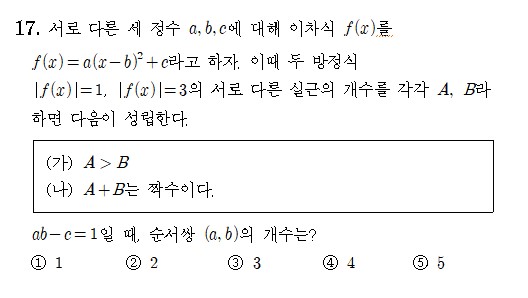 17. 서로 다른 세 정수 a, b, c에 대해 이차식 f(x)를
f(x)=a(x-b)²+c라고 하자. 이때 두 방정식
|f(x)|=1, |f(x)|=3의 서로 다른 실근의 개수를 각각 A, B라
하면 다음이 성립한다.
(가) A > B
(나) A+B는 짝수이다.
ab-c=1일 때, 순서쌍 (a, b)의 개수는?
① 1 ② 2 ③ 3 ④ 4 ⑤ 5